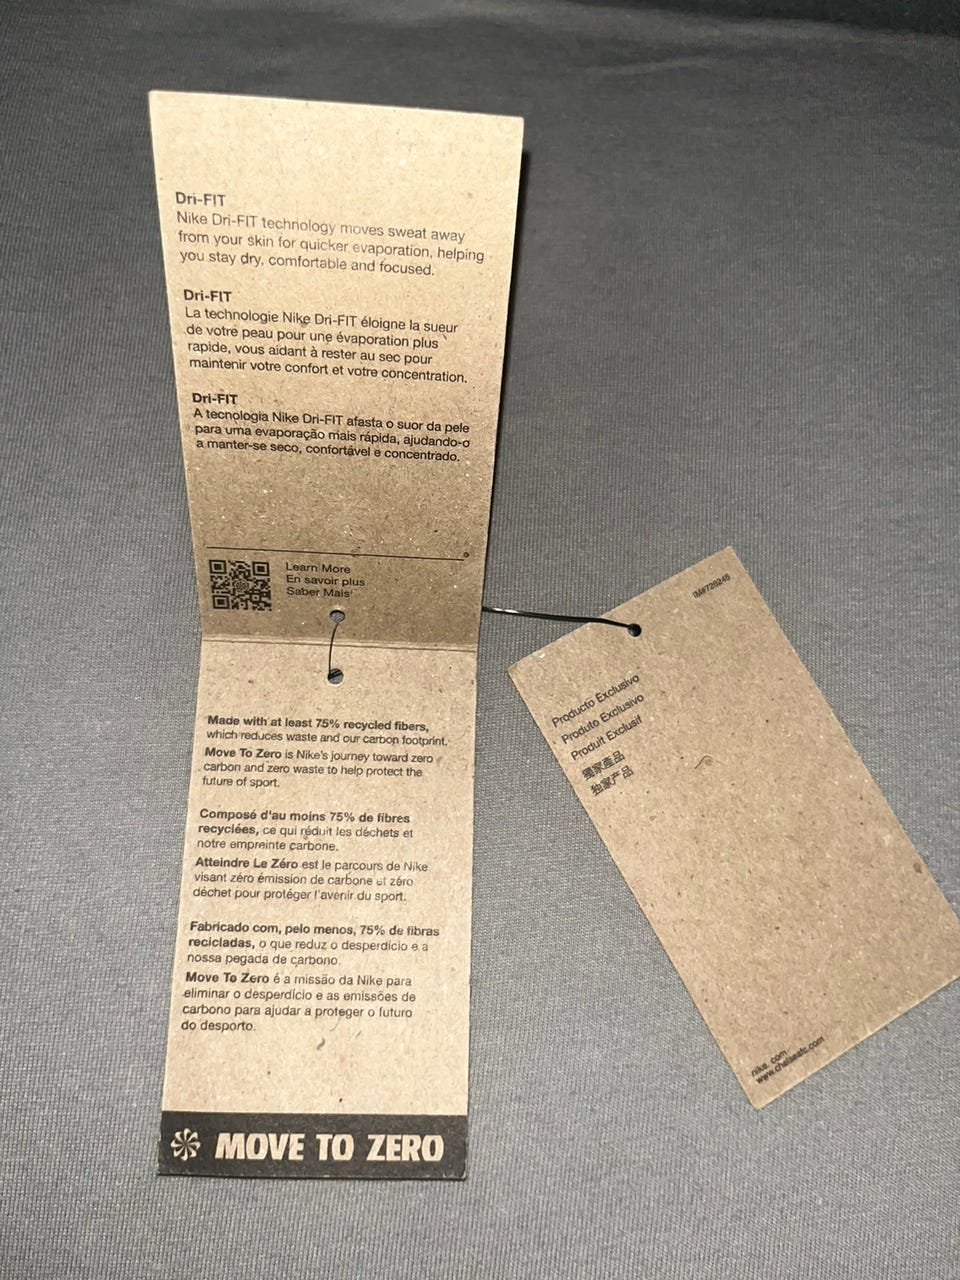 Dri-FIT
Nike Dri-FIT technology moves sweat away
from your skin for quicker evaporation, helping
you stay dry, comfortable and focused.
Dri-FIT
La technologie Nike Dri-FIT éloigne la sueur
de votre peau pour une évaporation plus
rapide, vous aidant à rester au sec pour
maintenir votre confort et votre concentration.
Dri-FIT
A tecnologia Nike Dri-FIT afasta o suor da pele
para uma evaporação mais rápida, ajudando-o
a manter-se seco, confortável e concentrado.
Learn More
En savoir plus
Saber Mais
Made with at least 75% recycled fibers,
which reduces waste and our carbon footprint.
Move To Zero is Nike's journey toward zero
carbon and zero waste to help protect the
future of sport.
Composé d'au moins 75% de fibres
recyclées, ce qui réduit les déchets et
notre empreinte carbone.
Atteindre Le Zéro est le parcours de Nike
visant zéro émission de carbone et zéro
déchet pour protéger l'avenir du sport.
Fabricado com, pelo menos, 75% de fibras
recicladas, o que reduz o desperdício e a
nossa pegada de carbono.
Move To Zero é a missão da Nike para
eliminar o desperdício e as emissões de
carbono para ajudar a proteger o futuro
do desporto.
MOVE TO ZERO
IM#726245
Producto Exclusivo
Produto Exclusivo
Produit Exclusif
獨家產品
独家产品
nike.com
www.chelseafc.com